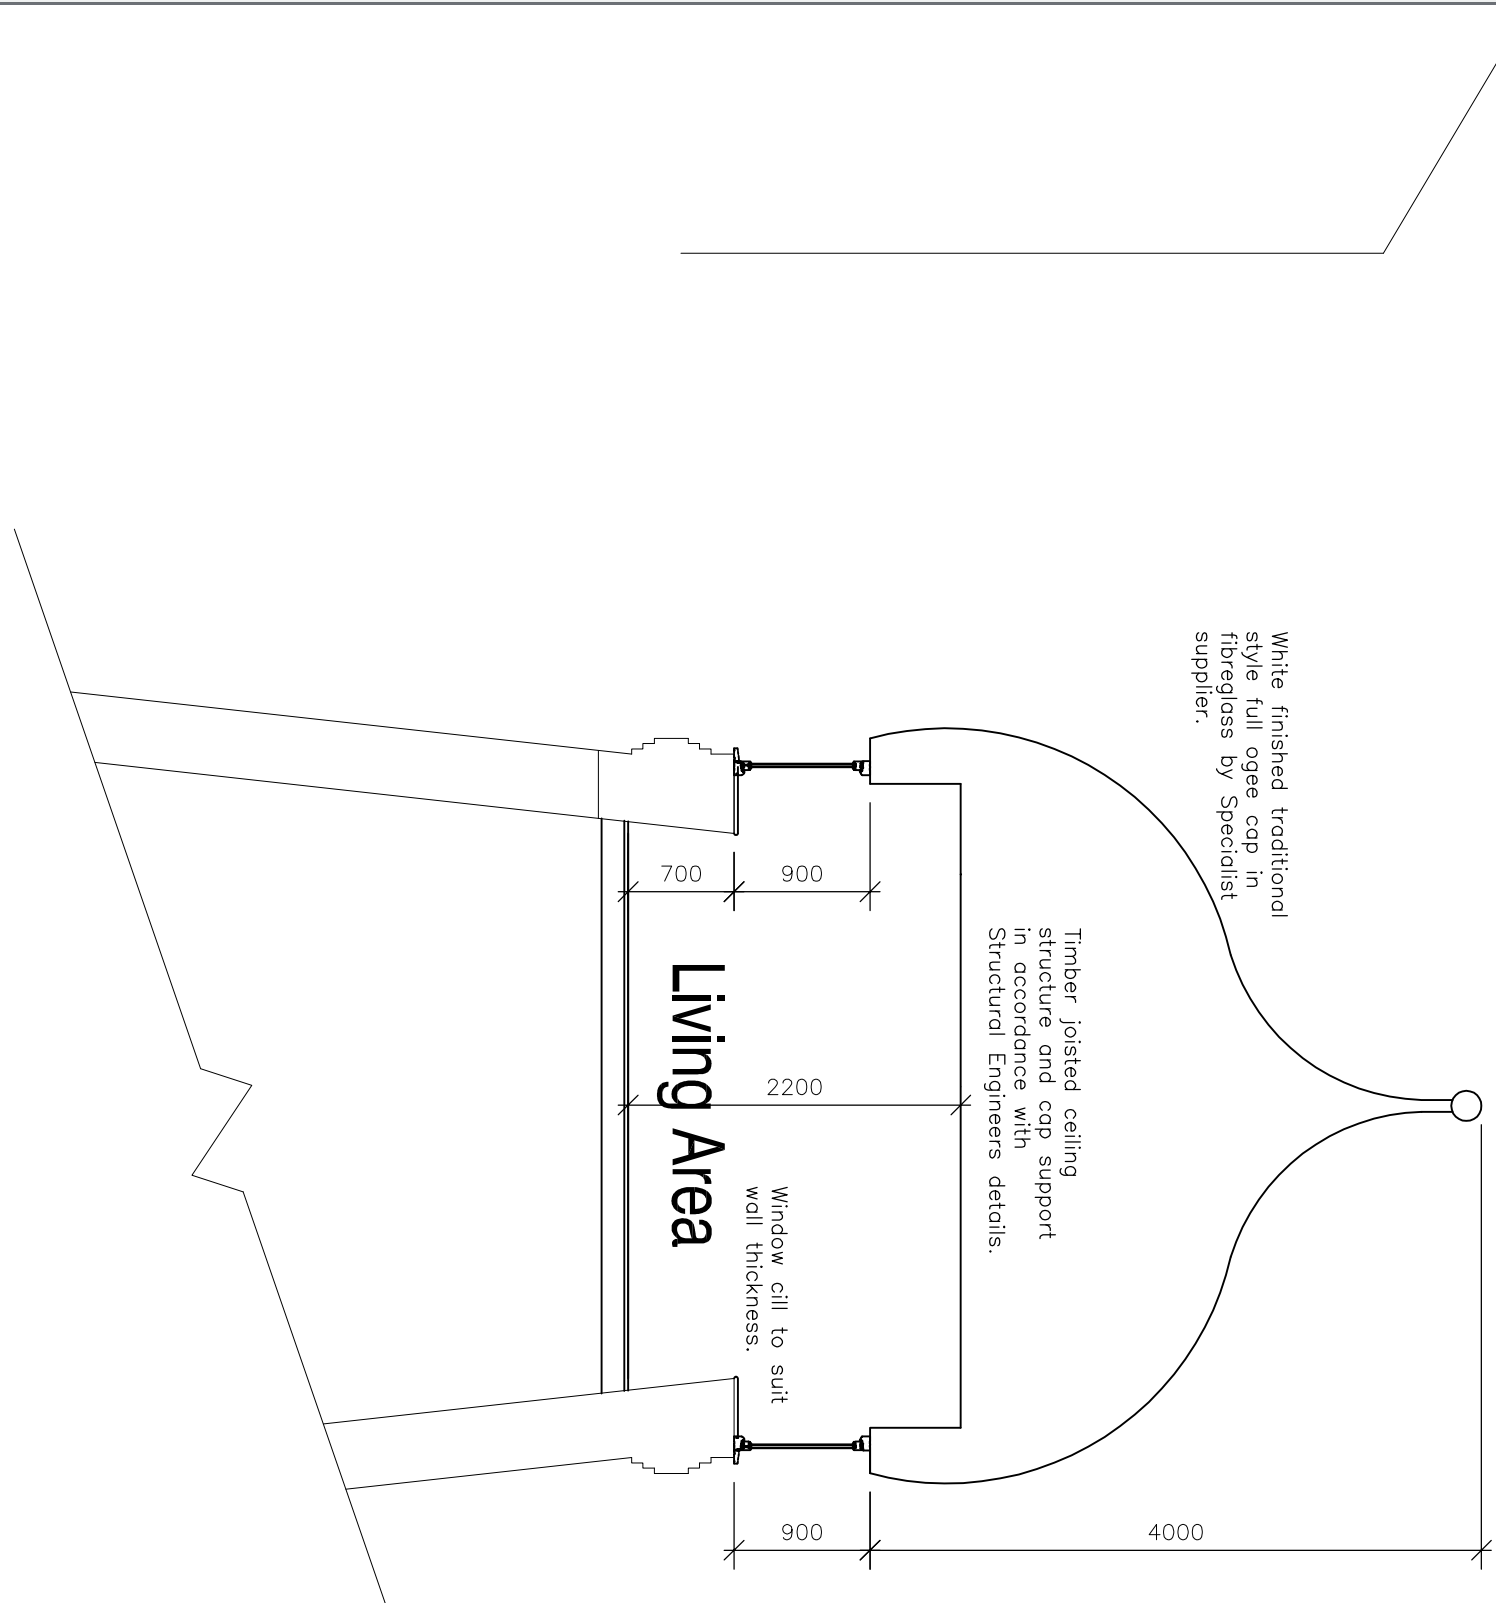 White finished traditional
style full ogee cap in
fibreglass by Specialist
supplier.
Timber joisted ceiling
structure and cap support
in accordance with
Structural Engineers details.
Window cill to suit
wall thickness.
Living Area
700
900
2200
900
4000